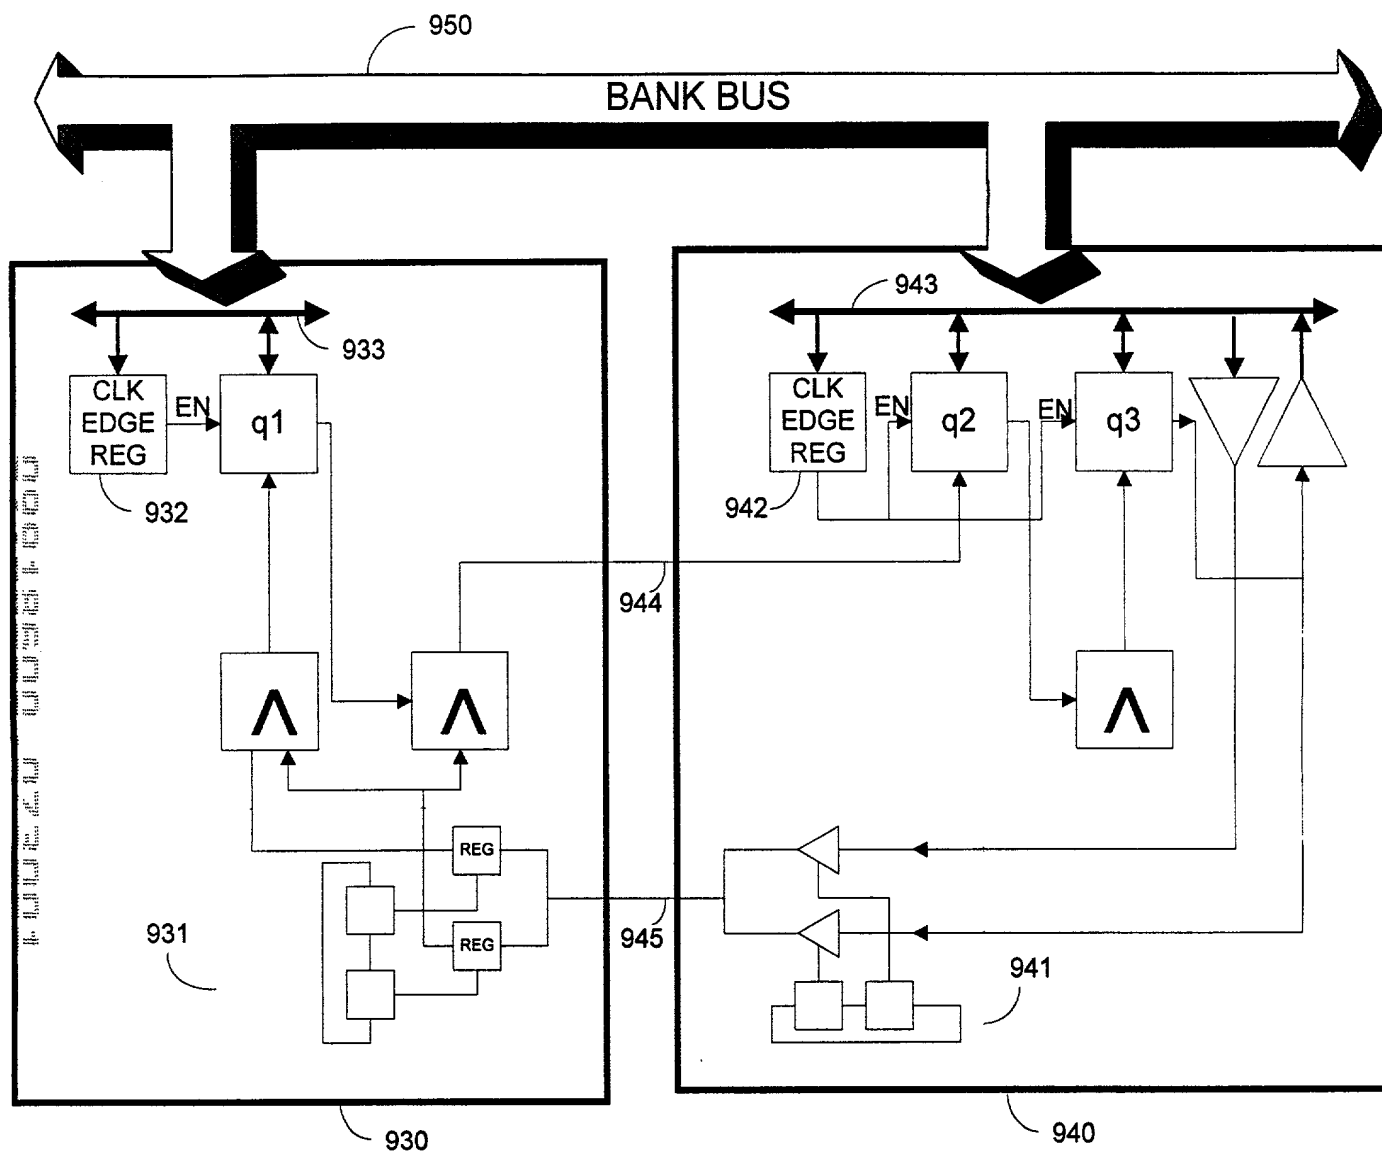 950
BANK BUS
943
933
CLK
EDGE
REG
EN
q1
932
CLK
EDGE
REG
EN
q2
EN
q3
942
944
Λ
Λ
Λ
REG
REG
931
945
941
930
940